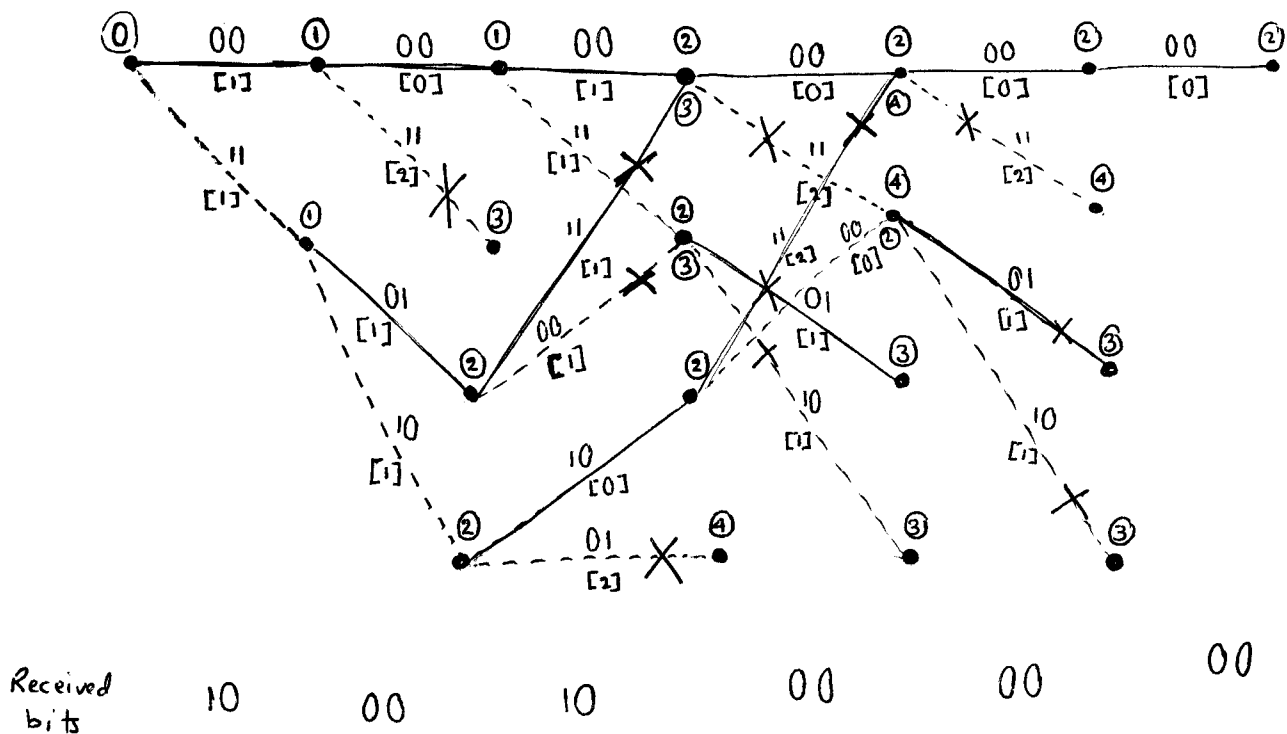 ⓪ 00 ① 00 ① 00 ② 00 ② 00 ② 00 ②
[1] [0] [1] ③ [0] ④ [0] [0]
11 [1] 11 [2] 11 [1] 11 [2] 11 [2]
① ③ ② ③ ④ ② ④
01 [1] 11 [1] 11 [2] 00 [0]
00 [1] 01 [1] 01 [1]
② ② ③ ③
10 [1] 10 [0] 10 [1] 10 [1]
② 01 [2] ④ ③ ③
Received bits 10 00 10 00 00 00